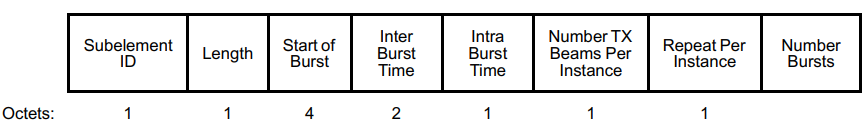 Subelement ID
Length
Start of Burst
Inter Burst Time
Intra Burst Time
Number TX Beams Per Instance
Repeat Per Instance
Number Bursts
Octets: 1 1 4 2 1 1 1